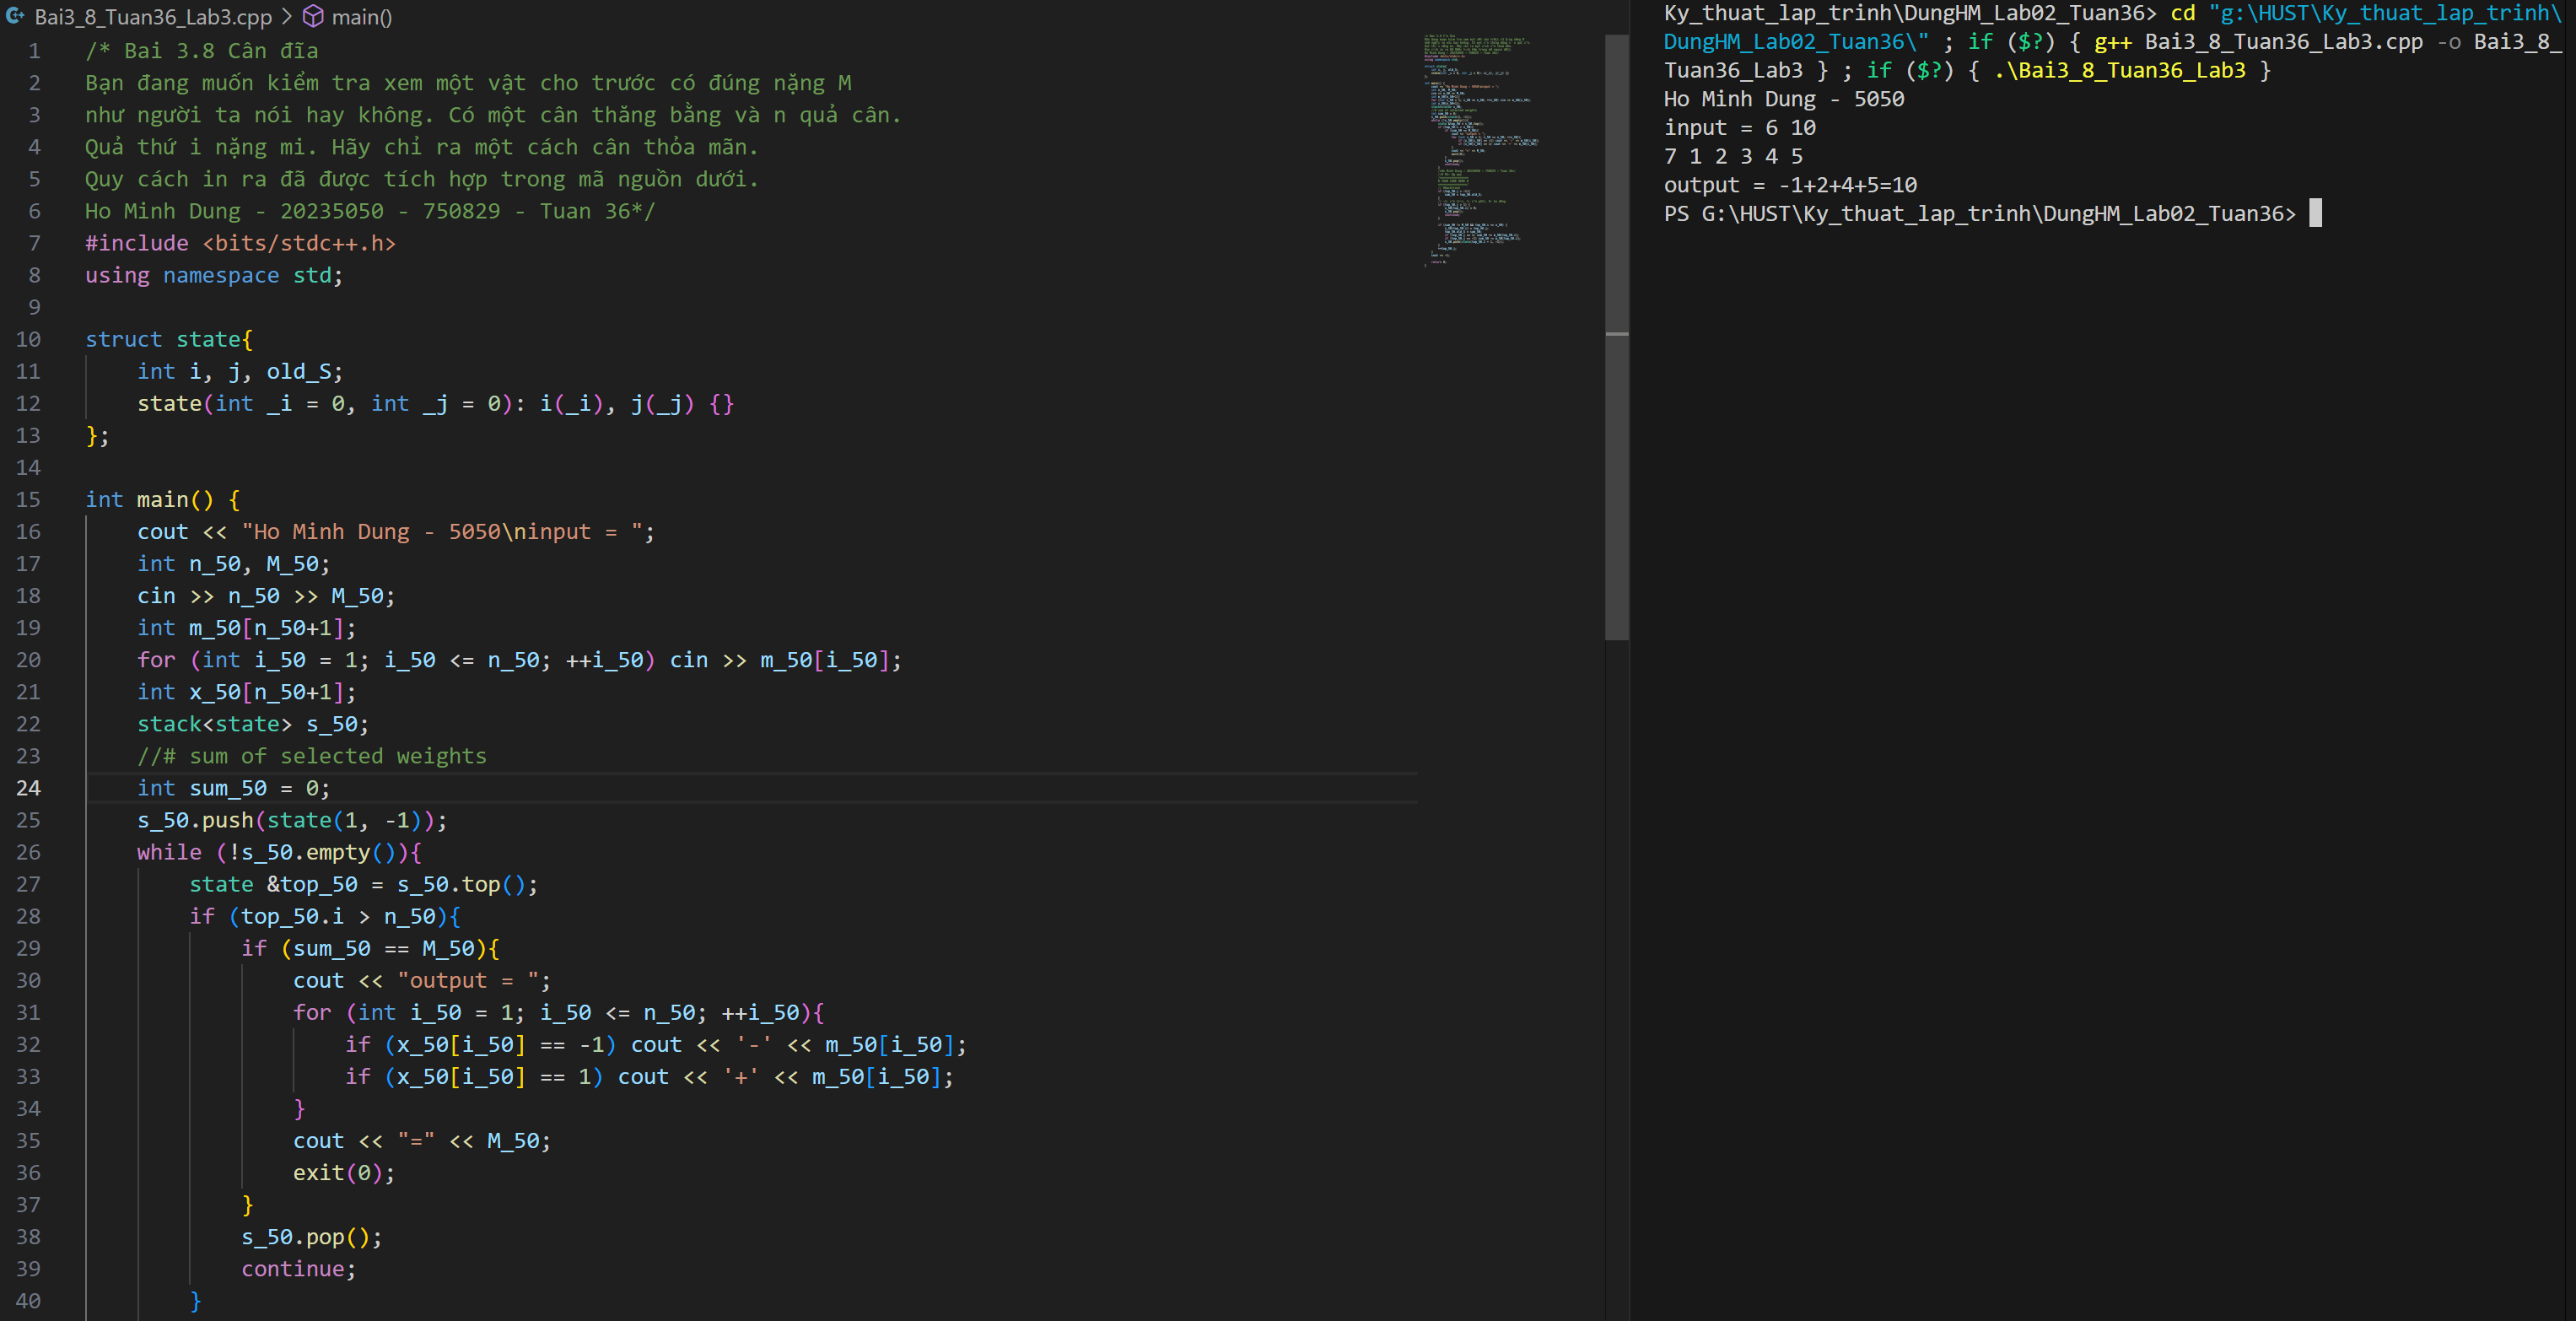 Bai3_8_Tuan36_Lab3.cpp > main()
1 /* Bai 3.8 Cân đĩa
2 Bạn đang muốn kiểm tra xem một vật cho trước có đúng nặng M
3 như người ta nói hay không. Có một cân thăng bằng và n quả cân.
4 Quả thứ i nặng mi. Hãy chỉ ra một cách cân thỏa mãn.
5 Quy cách in ra đã được tích hợp trong mã nguồn dưới.
6 Ho Minh Dung - 20235050 - 750829 - Tuan 36*/
7 #include <bits/stdc++.h>
8 using namespace std;
9
10 struct state{
11     int i, j, old_S;
12     state(int _i = 0, int _j = 0): i(_i), j(_j) {}
13 };
14
15 int main() {
16     cout << "Ho Minh Dung - 5050\ninput = ";
17     int n_50, M_50;
18     cin >> n_50 >> M_50;
19     int m_50[n_50+1];
20     for (int i_50 = 1; i_50 <= n_50; ++i_50) cin >> m_50[i_50];
21     int x_50[n_50+1];
22     stack<state> s_50;
23     //# sum of selected weights
24     int sum_50 = 0;
25     s_50.push(state(1, -1));
26     while (!s_50.empty()){
27         state &top_50 = s_50.top();
28         if (top_50.i > n_50){
29             if (sum_50 == M_50){
30                 cout << "output = ";
31                 for (int i_50 = 1; i_50 <= n_50; ++i_50){
32                     if (x_50[i_50] == -1) cout << '-' << m_50[i_50];
33                     if (x_50[i_50] == 1) cout << '+' << m_50[i_50];
34                 }
35                 cout << "=" << M_50;
36                 exit(0);
37             }
38             s_50.pop();
39             continue;
40         }
Ky_thuat_lap_trinh\DungHM_Lab02_Tuan36> cd "g:\HUST\Ky_thuat_lap_trinh\
DungHM_Lab02_Tuan36\" ; if ($?) { g++ Bai3_8_Tuan36_Lab3.cpp -o Bai3_8_
Tuan36_Lab3 } ; if ($?) { .\Bai3_8_Tuan36_Lab3 }
Ho Minh Dung - 5050
input = 6 10
7 1 2 3 4 5
output = -1+2+4+5=10
PS G:\HUST\Ky_thuat_lap_trinh\DungHM_Lab02_Tuan36>